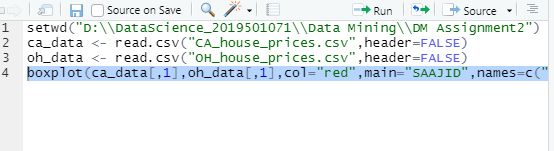 Source on Save
Run
Source
1 setwd("D:\\DataScience_2019501071\\Data Mining\\DM Assignment2")
2 ca_data <- read.csv("CA_house_prices.csv",header=FALSE)
3 oh_data <- read.csv("OH_house_prices.csv",header=FALSE)
4 boxplot(ca_data[,1],oh_data[,1],col="red",main="SAAJID",names=c("